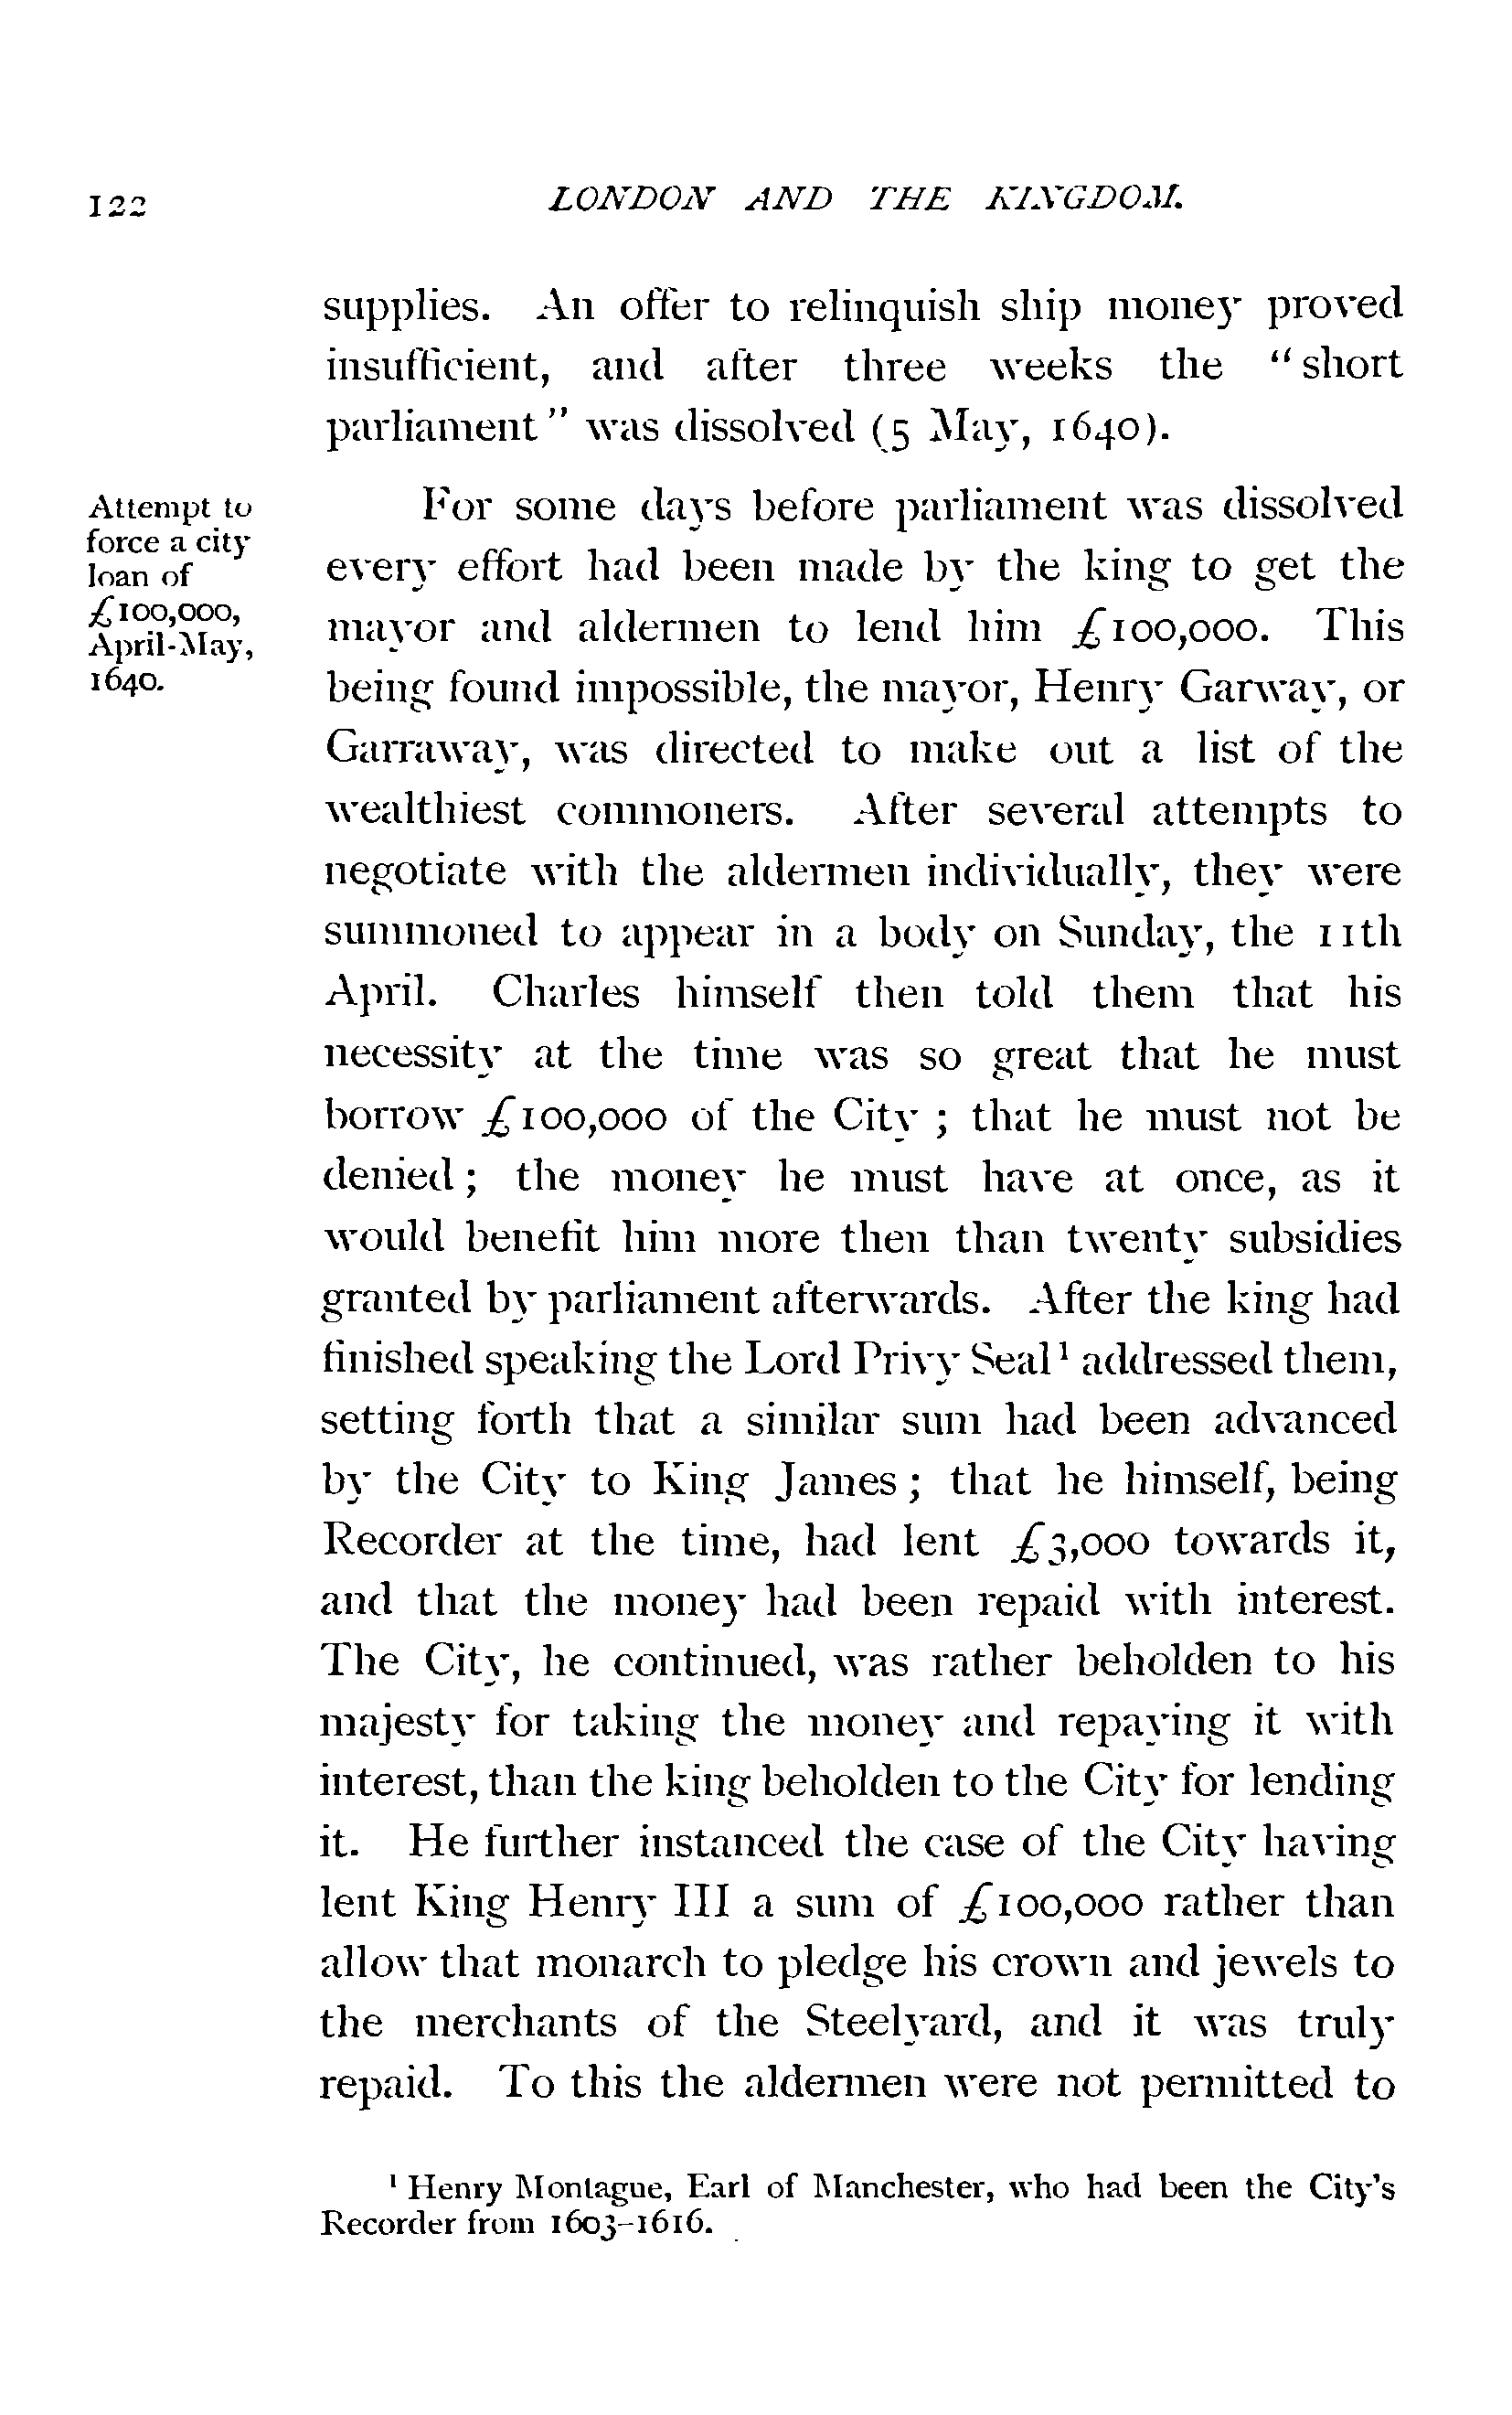 122
LONDON AND THE KINGDOM.
supplies. An offer to relinquish ship money proved
insufficient, and after three weeks the “short
parliament” was dissolved (5 May, 1640).
Attempt to
force a city
loan of
£100,000,
April-May,
1640.
For some days before parliament was dissolved
every effort had been made by the king to get the
mayor and aldermen to lend him £100,000. This
being found impossible, the mayor, Henry Garway, or
Garraway, was directed to make out a list of the
wealthiest commoners. After several attempts to
negotiate with the aldermen individually, they were
summoned to appear in a body on Sunday, the 11th
April. Charles himself then told them that his
necessity at the time was so great that he must
borrow £100,000 of the City ; that he must not be
denied ; the money he must have at once, as it
would benefit him more then than twenty subsidies
granted by parliament afterwards. After the king had
finished speaking the Lord Privy Seal¹ addressed them,
setting forth that a similar sum had been advanced
by the City to King James ; that he himself, being
Recorder at the time, had lent £3,000 towards it,
and that the money had been repaid with interest.
The City, he continued, was rather beholden to his
majesty for taking the money and repaying it with
interest, than the king beholden to the City for lending
it. He further instanced the case of the City having
lent King Henry III a sum of £100,000 rather than
allow that monarch to pledge his crown and jewels to
the merchants of the Steelyard, and it was truly
repaid. To this the aldermen were not permitted to
¹ Henry Montague, Earl of Manchester, who had been the City’s
Recorder from 1603–1616.